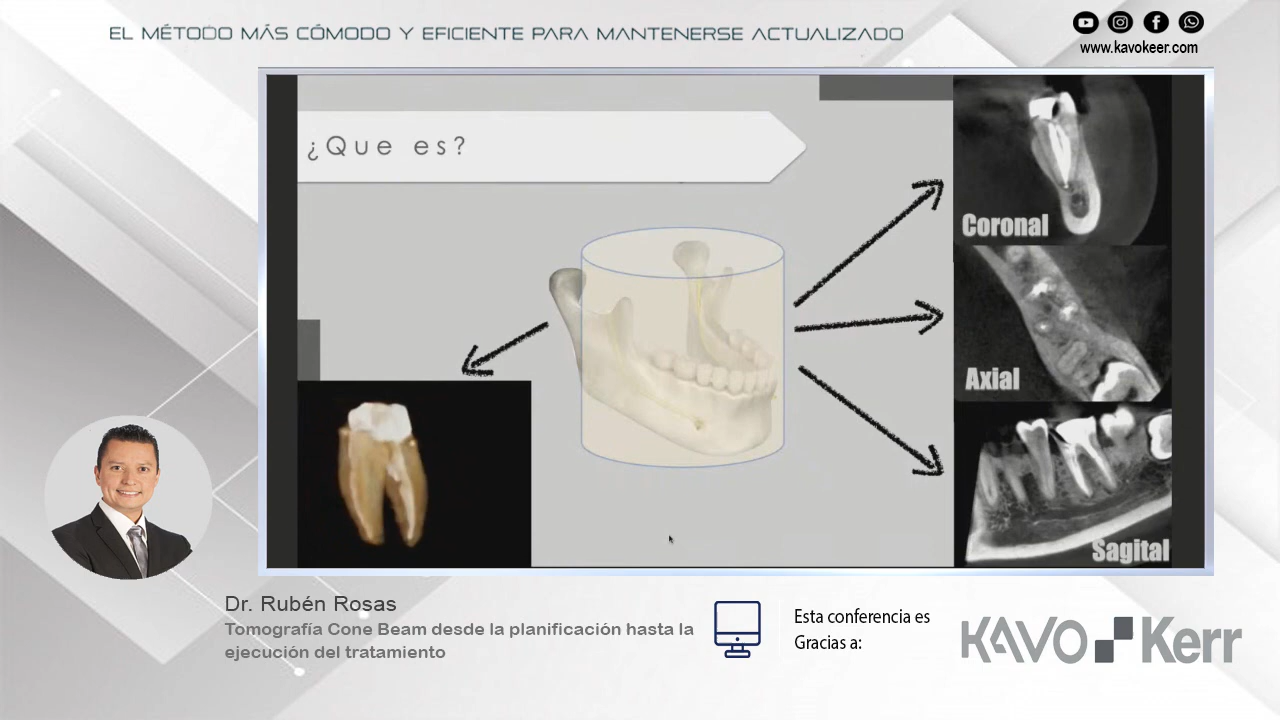 EL MÉTODO MÁS CÓMODO Y EFICIENTE PARA MANTENERSE ACTUALIZADO
www.kavokeer.com
¿Que es?
Coronal
Axial
Sagital
Dr. Rubén Rosas
Tomografía Cone Beam desde la planificación hasta la
ejecución del tratamiento
Esta conferencia es
Gracias a:
KAVO Kerr